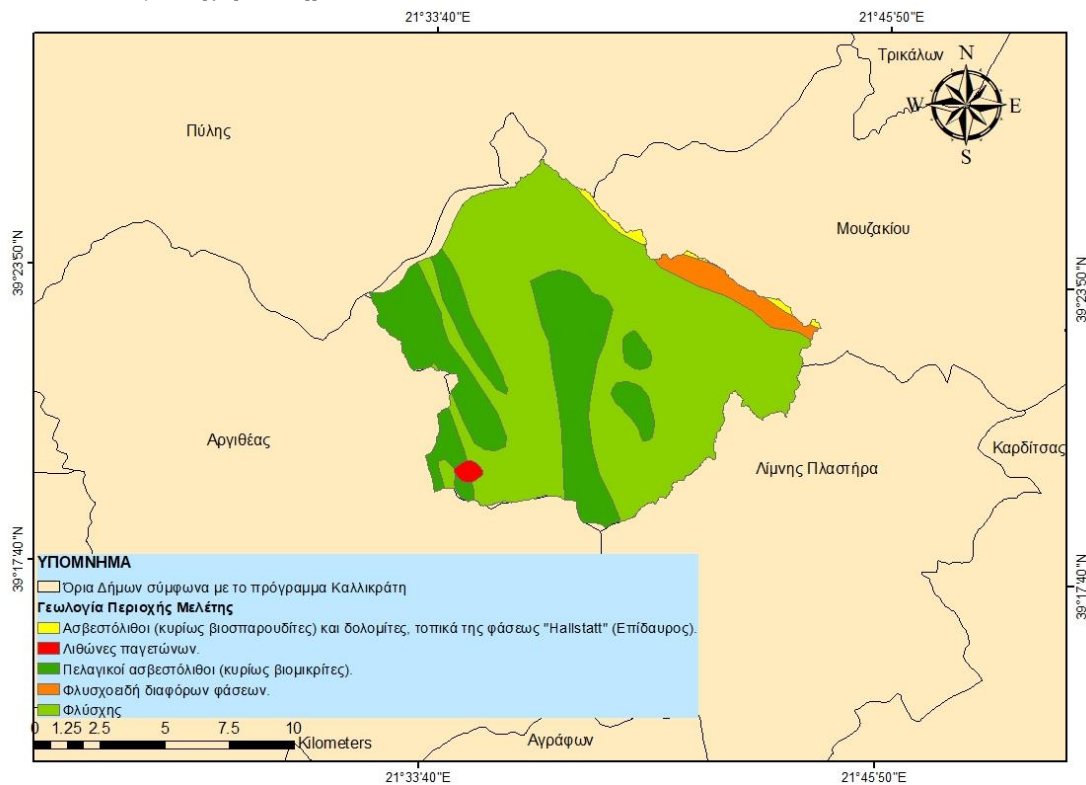 21°33'40"E
21°45'50"E
Τρικάλων
N
W E
S
Πύλης
Μουζακίου
39°23'50"N
39°23'50"N
Αργιθέας
Καρδίτσας
Λίμνης Πλαστήρα
39°17'40"N
39°17'40"N
ΥΠΟΜΝΗΜΑ
Όρια Δήμων σύμφωνα με το πρόγραμμα Καλλικράτη
Γεωλογία Περιοχής Μελέτης
Ασβεστόλιθοι (κυρίως βιοσπαρουδίτες) και δολομίτες, τοπικά της φάσεως "Hallstatt" (Επίδαυρος).
Λιθώνες παγετώνων.
Πελαγικοί ασβεστόλιθοι (κυρίως βιομικρίτες).
Φλυσχοειδή διαφόρων φάσεων.
Φλύσχης
0 1.25 2.5 5 7.5 10
Kilometers
Αγράφων
21°33'40"E
21°45'50"E